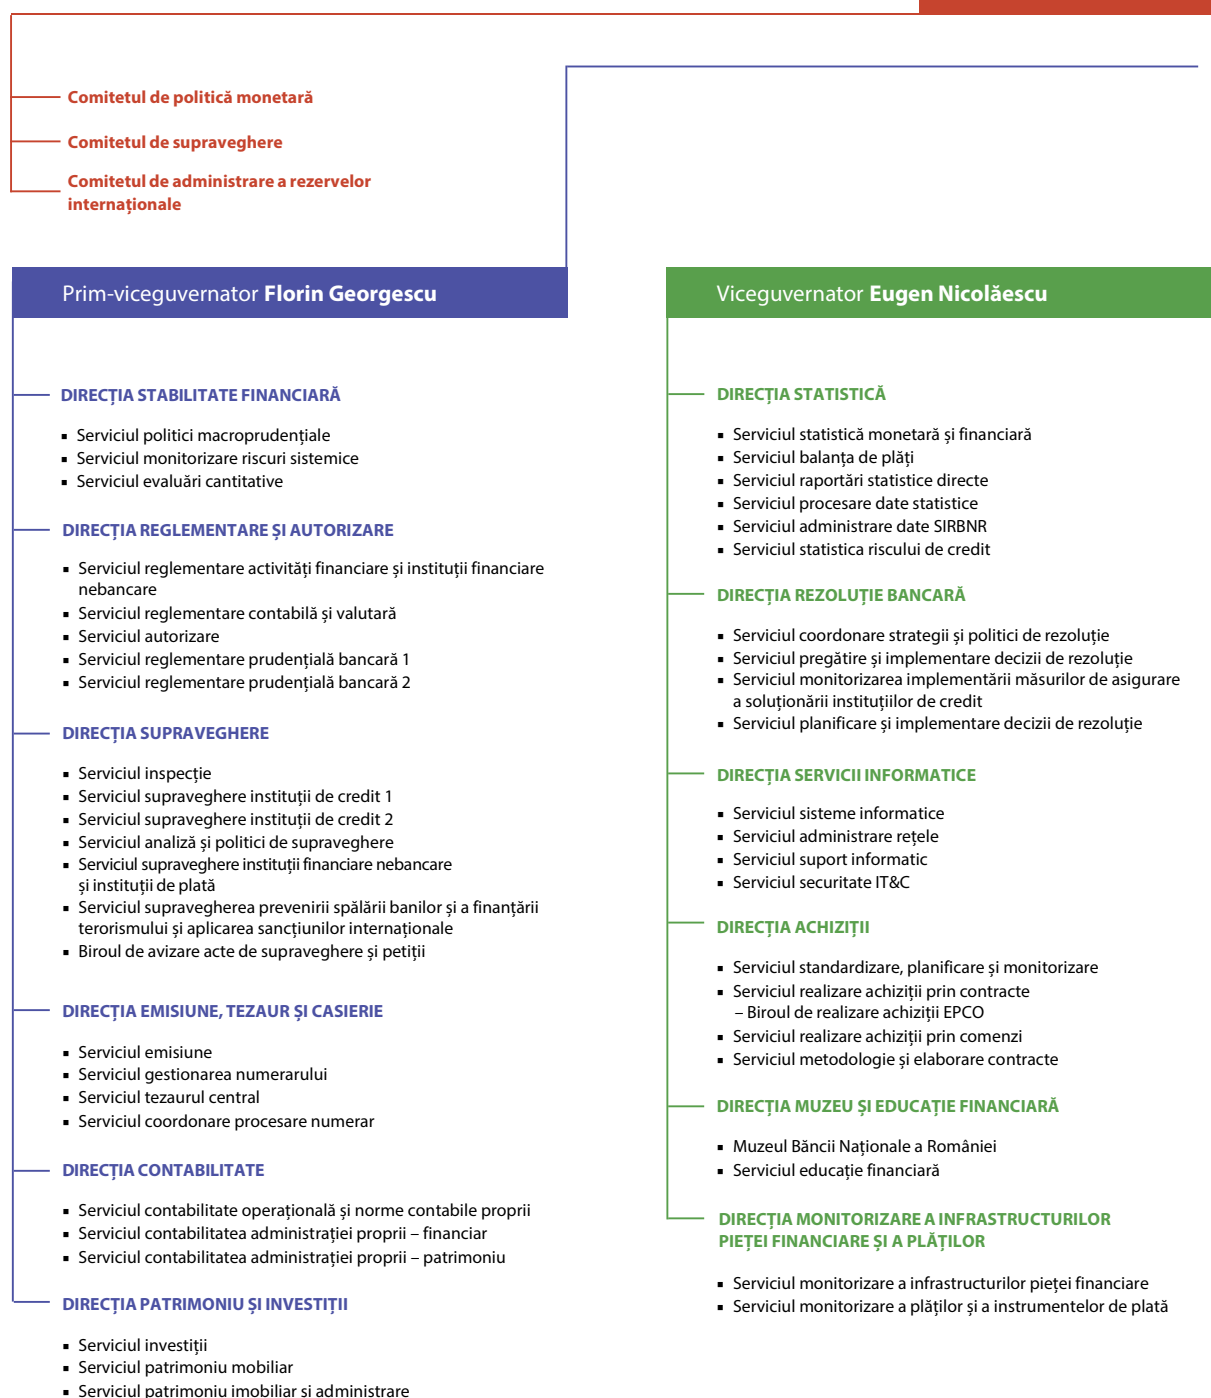 Comitetul de politică monetară
Comitetul de supraveghere
Comitetul de administrare a rezervelor
internaționale
Prim-viceguvernator Florin Georgescu
DIRECȚIA STABILITATE FINANCIARĂ
▪ Serviciul politici macroprudențiale
▪ Serviciul monitorizare riscuri sistemice
▪ Serviciul evaluări cantitative
DIRECȚIA REGLEMENTARE ȘI AUTORIZARE
▪ Serviciul reglementare activități financiare și instituții financiare
nebancare
▪ Serviciul reglementare contabilă și valutară
▪ Serviciul autorizare
▪ Serviciul reglementare prudențială bancară 1
▪ Serviciul reglementare prudențială bancară 2
DIRECȚIA SUPRAVEGHERE
▪ Serviciul inspecție
▪ Serviciul supraveghere instituții de credit 1
▪ Serviciul supraveghere instituții de credit 2
▪ Serviciul analiză și politici de supraveghere
▪ Serviciul supraveghere instituții financiare nebancare
și instituții de plată
▪ Serviciul supravegherea prevenirii spălării banilor și a finanțării
terorismului și aplicarea sancțiunilor internaționale
▪ Biroul de avizare acte de supraveghere și petiții
DIRECȚIA EMISIUNE, TEZAUR ȘI CASIERIE
▪ Serviciul emisiune
▪ Serviciul gestionarea numerarului
▪ Serviciul tezaurul central
▪ Serviciul coordonare procesare numerar
DIRECȚIA CONTABILITATE
▪ Serviciul contabilitate operațională și norme contabile proprii
▪ Serviciul contabilitatea administrației proprii – financiar
▪ Serviciul contabilitatea administrației proprii – patrimoniu
DIRECȚIA PATRIMONIU ȘI INVESTIȚII
▪ Serviciul investiții
▪ Serviciul patrimoniu mobiliar
▪ Serviciul patrimoniu imobiliar și administrare
Viceguvernator Eugen Nicolăescu
DIRECȚIA STATISTICĂ
▪ Serviciul statistică monetară și financiară
▪ Serviciul balanța de plăți
▪ Serviciul raportări statistice directe
▪ Serviciul procesare date statistice
▪ Serviciul administrare date SIRBNR
▪ Serviciul statistica riscului de credit
DIRECȚIA REZOLUȚIE BANCARĂ
▪ Serviciul coordonare strategii și politici de rezoluție
▪ Serviciul pregătire și implementare decizii de rezoluție
▪ Serviciul monitorizarea implementării măsurilor de asigurare
a soluționării instituțiilor de credit
▪ Serviciul planificare și implementare decizii de rezoluție
DIRECȚIA SERVICII INFORMATICE
▪ Serviciul sisteme informatice
▪ Serviciul administrare rețele
▪ Serviciul suport informatic
▪ Serviciul securitate IT&C
DIRECȚIA ACHIZIȚII
▪ Serviciul standardizare, planificare și monitorizare
▪ Serviciul realizare achiziții prin contracte
– Biroul de realizare achiziții EPCO
▪ Serviciul realizare achiziții prin comenzi
▪ Serviciul metodologie și elaborare contracte
DIRECȚIA MUZEU ȘI EDUCAȚIE FINANCIARĂ
▪ Muzeul Băncii Naționale a României
▪ Serviciul educație financiară
DIRECȚIA MONITORIZARE A INFRASTRUCTURILOR
PIEȚEI FINANCIARE ȘI A PLĂȚILOR
▪ Serviciul monitorizare a infrastructurilor pieței financiare
▪ Serviciul monitorizare a plăților și a instrumentelor de plată